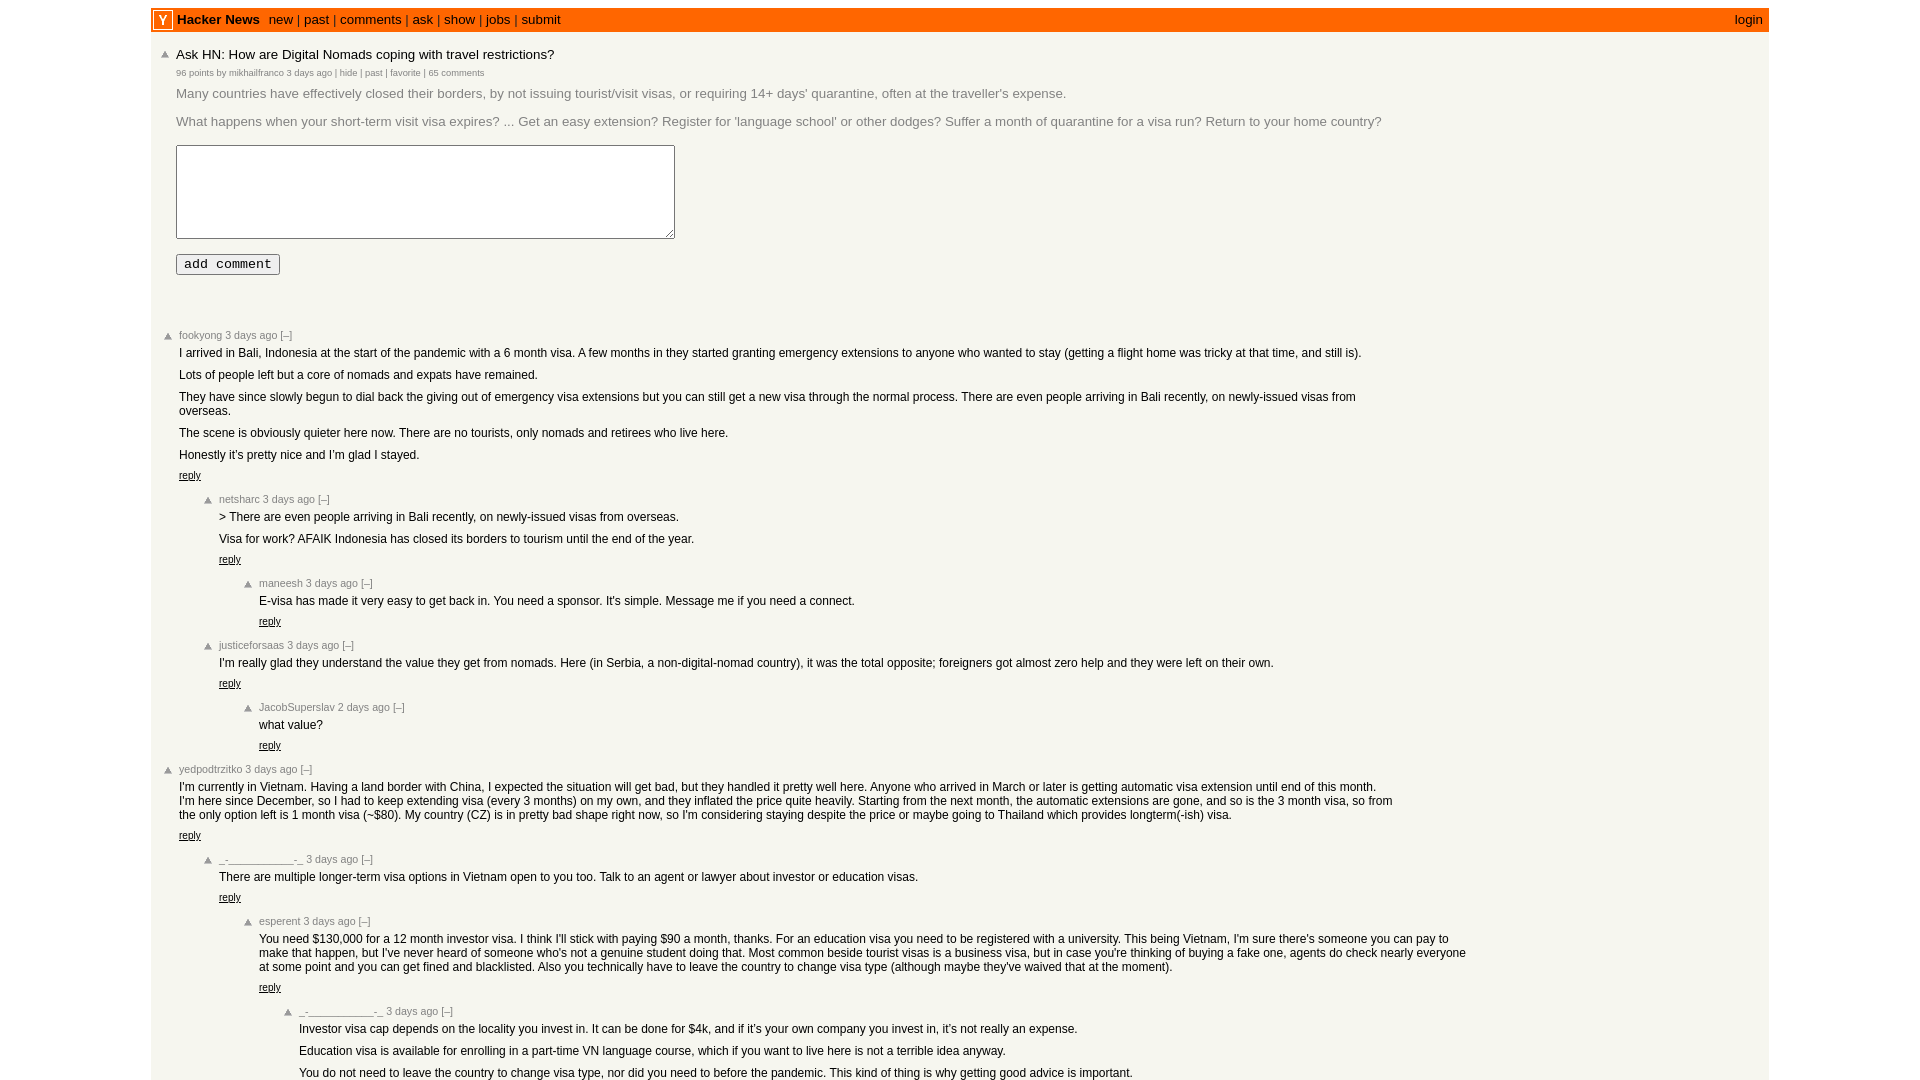 Y Hacker News new | past | comments | ask | show | jobs | submit login
Ask HN: How are Digital Nomads coping with travel restrictions?
96 points by mikhailfranco 3 days ago | hide | past | favorite | 65 comments
Many countries have effectively closed their borders, by not issuing tourist/visit visas, or requiring 14+ days' quarantine, often at the traveller's expense.
What happens when your short-term visit visa expires? ... Get an easy extension? Register for 'language school' or other dodges? Suffer a month of quarantine for a visa run? Return to your home country?
add comment
fookyong 3 days ago [–]
I arrived in Bali, Indonesia at the start of the pandemic with a 6 month visa. A few months in they started granting emergency extensions to anyone who wanted to stay (getting a flight home was tricky at that time, and still is).
Lots of people left but a core of nomads and expats have remained.
They have since slowly begun to dial back the giving out of emergency visa extensions but you can still get a new visa through the normal process. There are even people arriving in Bali recently, on newly-issued visas from
overseas.
The scene is obviously quieter here now. There are no tourists, only nomads and retirees who live here.
Honestly it’s pretty nice and I’m glad I stayed.
reply
netsharc 3 days ago [–]
> There are even people arriving in Bali recently, on newly-issued visas from overseas.
Visa for work? AFAIK Indonesia has closed its borders to tourism until the end of the year.
reply
maneesh 3 days ago [–]
E-visa has made it very easy to get back in. You need a sponsor. It's simple. Message me if you need a connect.
reply
justiceforsaas 3 days ago [–]
I'm really glad they understand the value they get from nomads. Here (in Serbia, a non-digital-nomad country), it was the total opposite; foreigners got almost zero help and they were left on their own.
reply
JacobSuperslav 2 days ago [–]
what value?
reply
yedpodtrzitko 3 days ago [–]
I'm currently in Vietnam. Having a land border with China, I expected the situation will get bad, but they handled it pretty well here. Anyone who arrived in March or later is getting automatic visa extension until end of this month.
I'm here since December, so I had to keep extending visa (every 3 months) on my own, and they inflated the price quite heavily. Starting from the next month, the automatic extensions are gone, and so is the 3 month visa, so from
the only option left is 1 month visa (~$80). My country (CZ) is in pretty bad shape right now, so I'm considering staying despite the price or maybe going to Thailand which provides longterm(-ish) visa.
reply
_-____________-_ 3 days ago [–]
There are multiple longer-term visa options in Vietnam open to you too. Talk to an agent or lawyer about investor or education visas.
reply
esperent 3 days ago [–]
You need $130,000 for a 12 month investor visa. I think I'll stick with paying $90 a month, thanks. For an education visa you need to be registered with a university. This being Vietnam, I'm sure there's someone you can pay to
make that happen, but I've never heard of someone who's not a genuine student doing that. Most common beside tourist visas is a business visa, but in case you're thinking of buying a fake one, agents do check nearly everyone
at some point and you can get fined and blacklisted. Also you technically have to leave the country to change visa type (although maybe they've waived that at the moment).
reply
_-____________-_ 3 days ago [–]
Investor visa cap depends on the locality you invest in. It can be done for $4k, and if it’s your own company you invest in, it’s not really an expense.
Education visa is available for enrolling in a part-time VN language course, which if you want to live here is not a terrible idea anyway.
You do not need to leave the country to change visa type, nor did you need to before the pandemic. This kind of thing is why getting good advice is important.